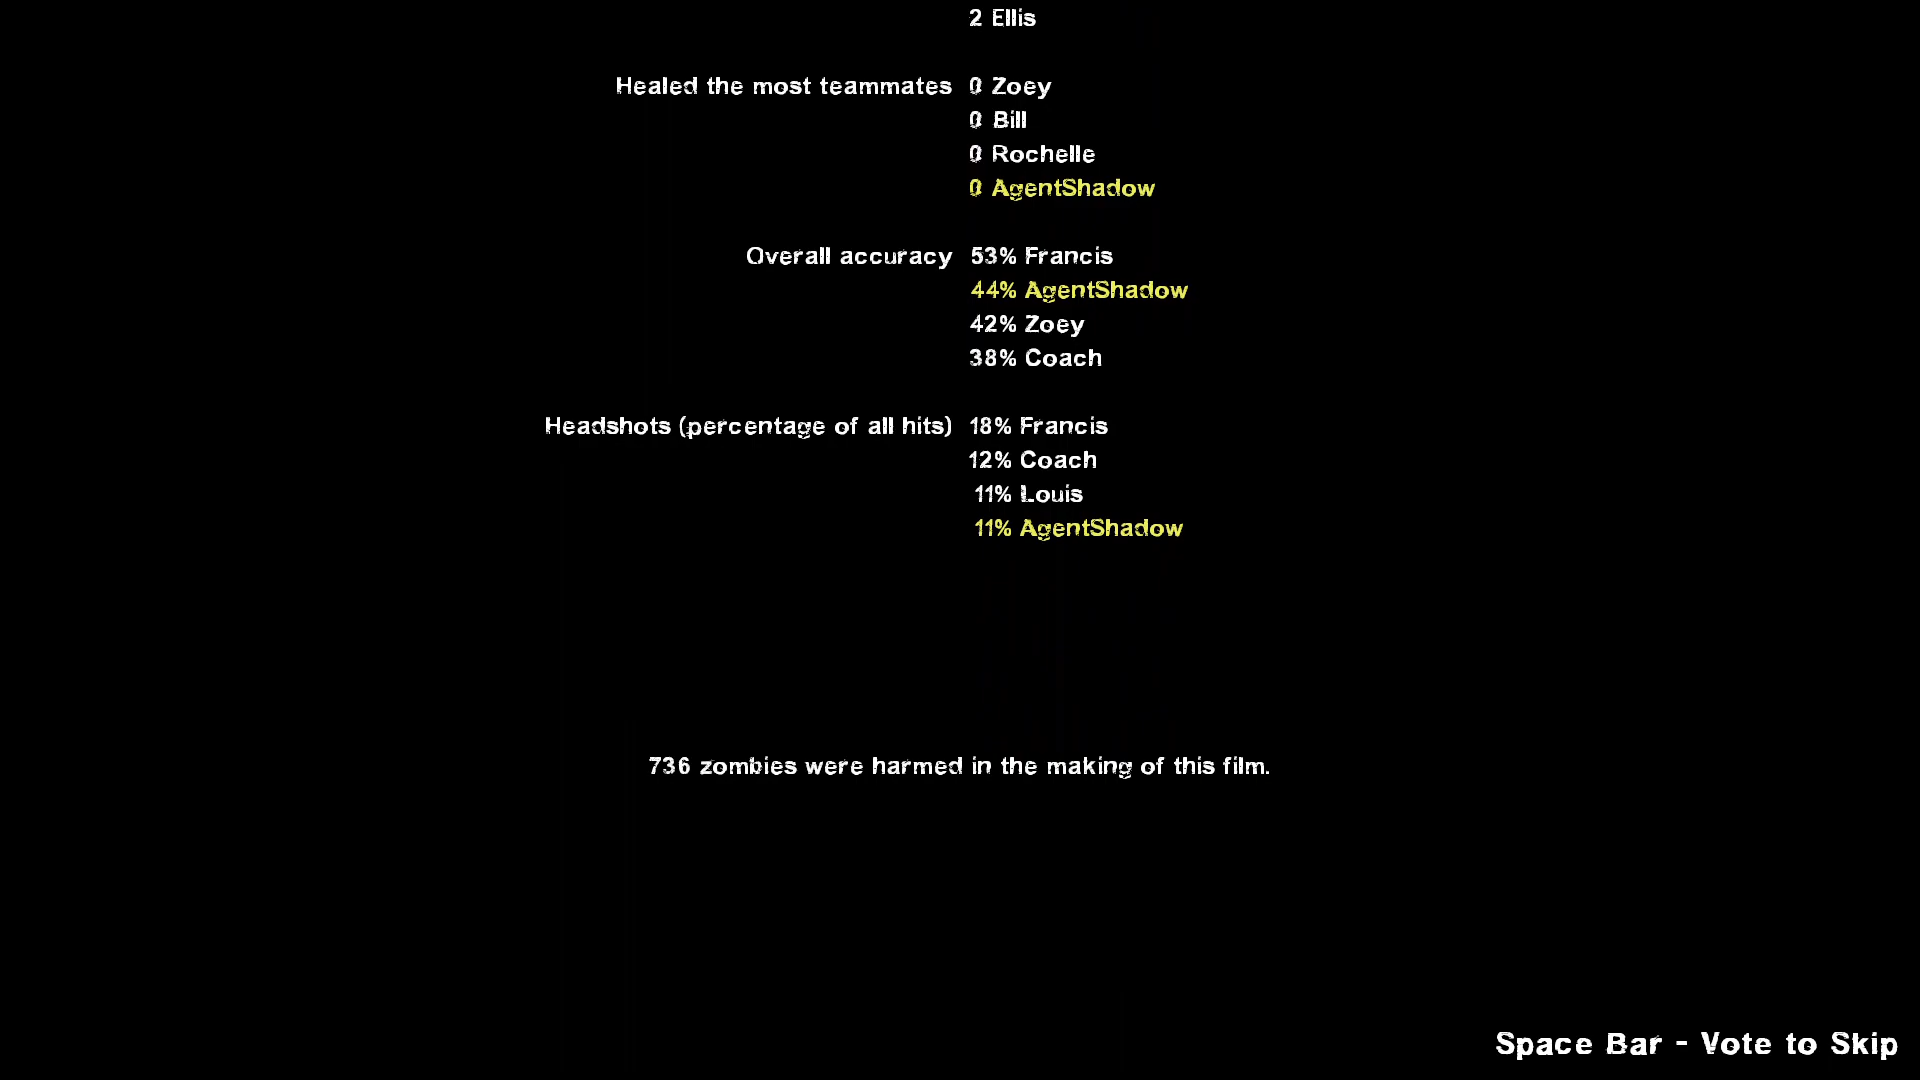 2 Ellis
Healed the most teammates 0 Zoey
0 Bill
0 Rochelle
0 AgentShadow
Overall accuracy 53% Francis
44% AgentShadow
42% Zoey
38% Coach
Headshots (percentage of all hits) 18% Francis
12% Coach
11% Louis
11% AgentShadow
736 zombies were harmed in the making of this film.
Space Bar - Vote to Skip